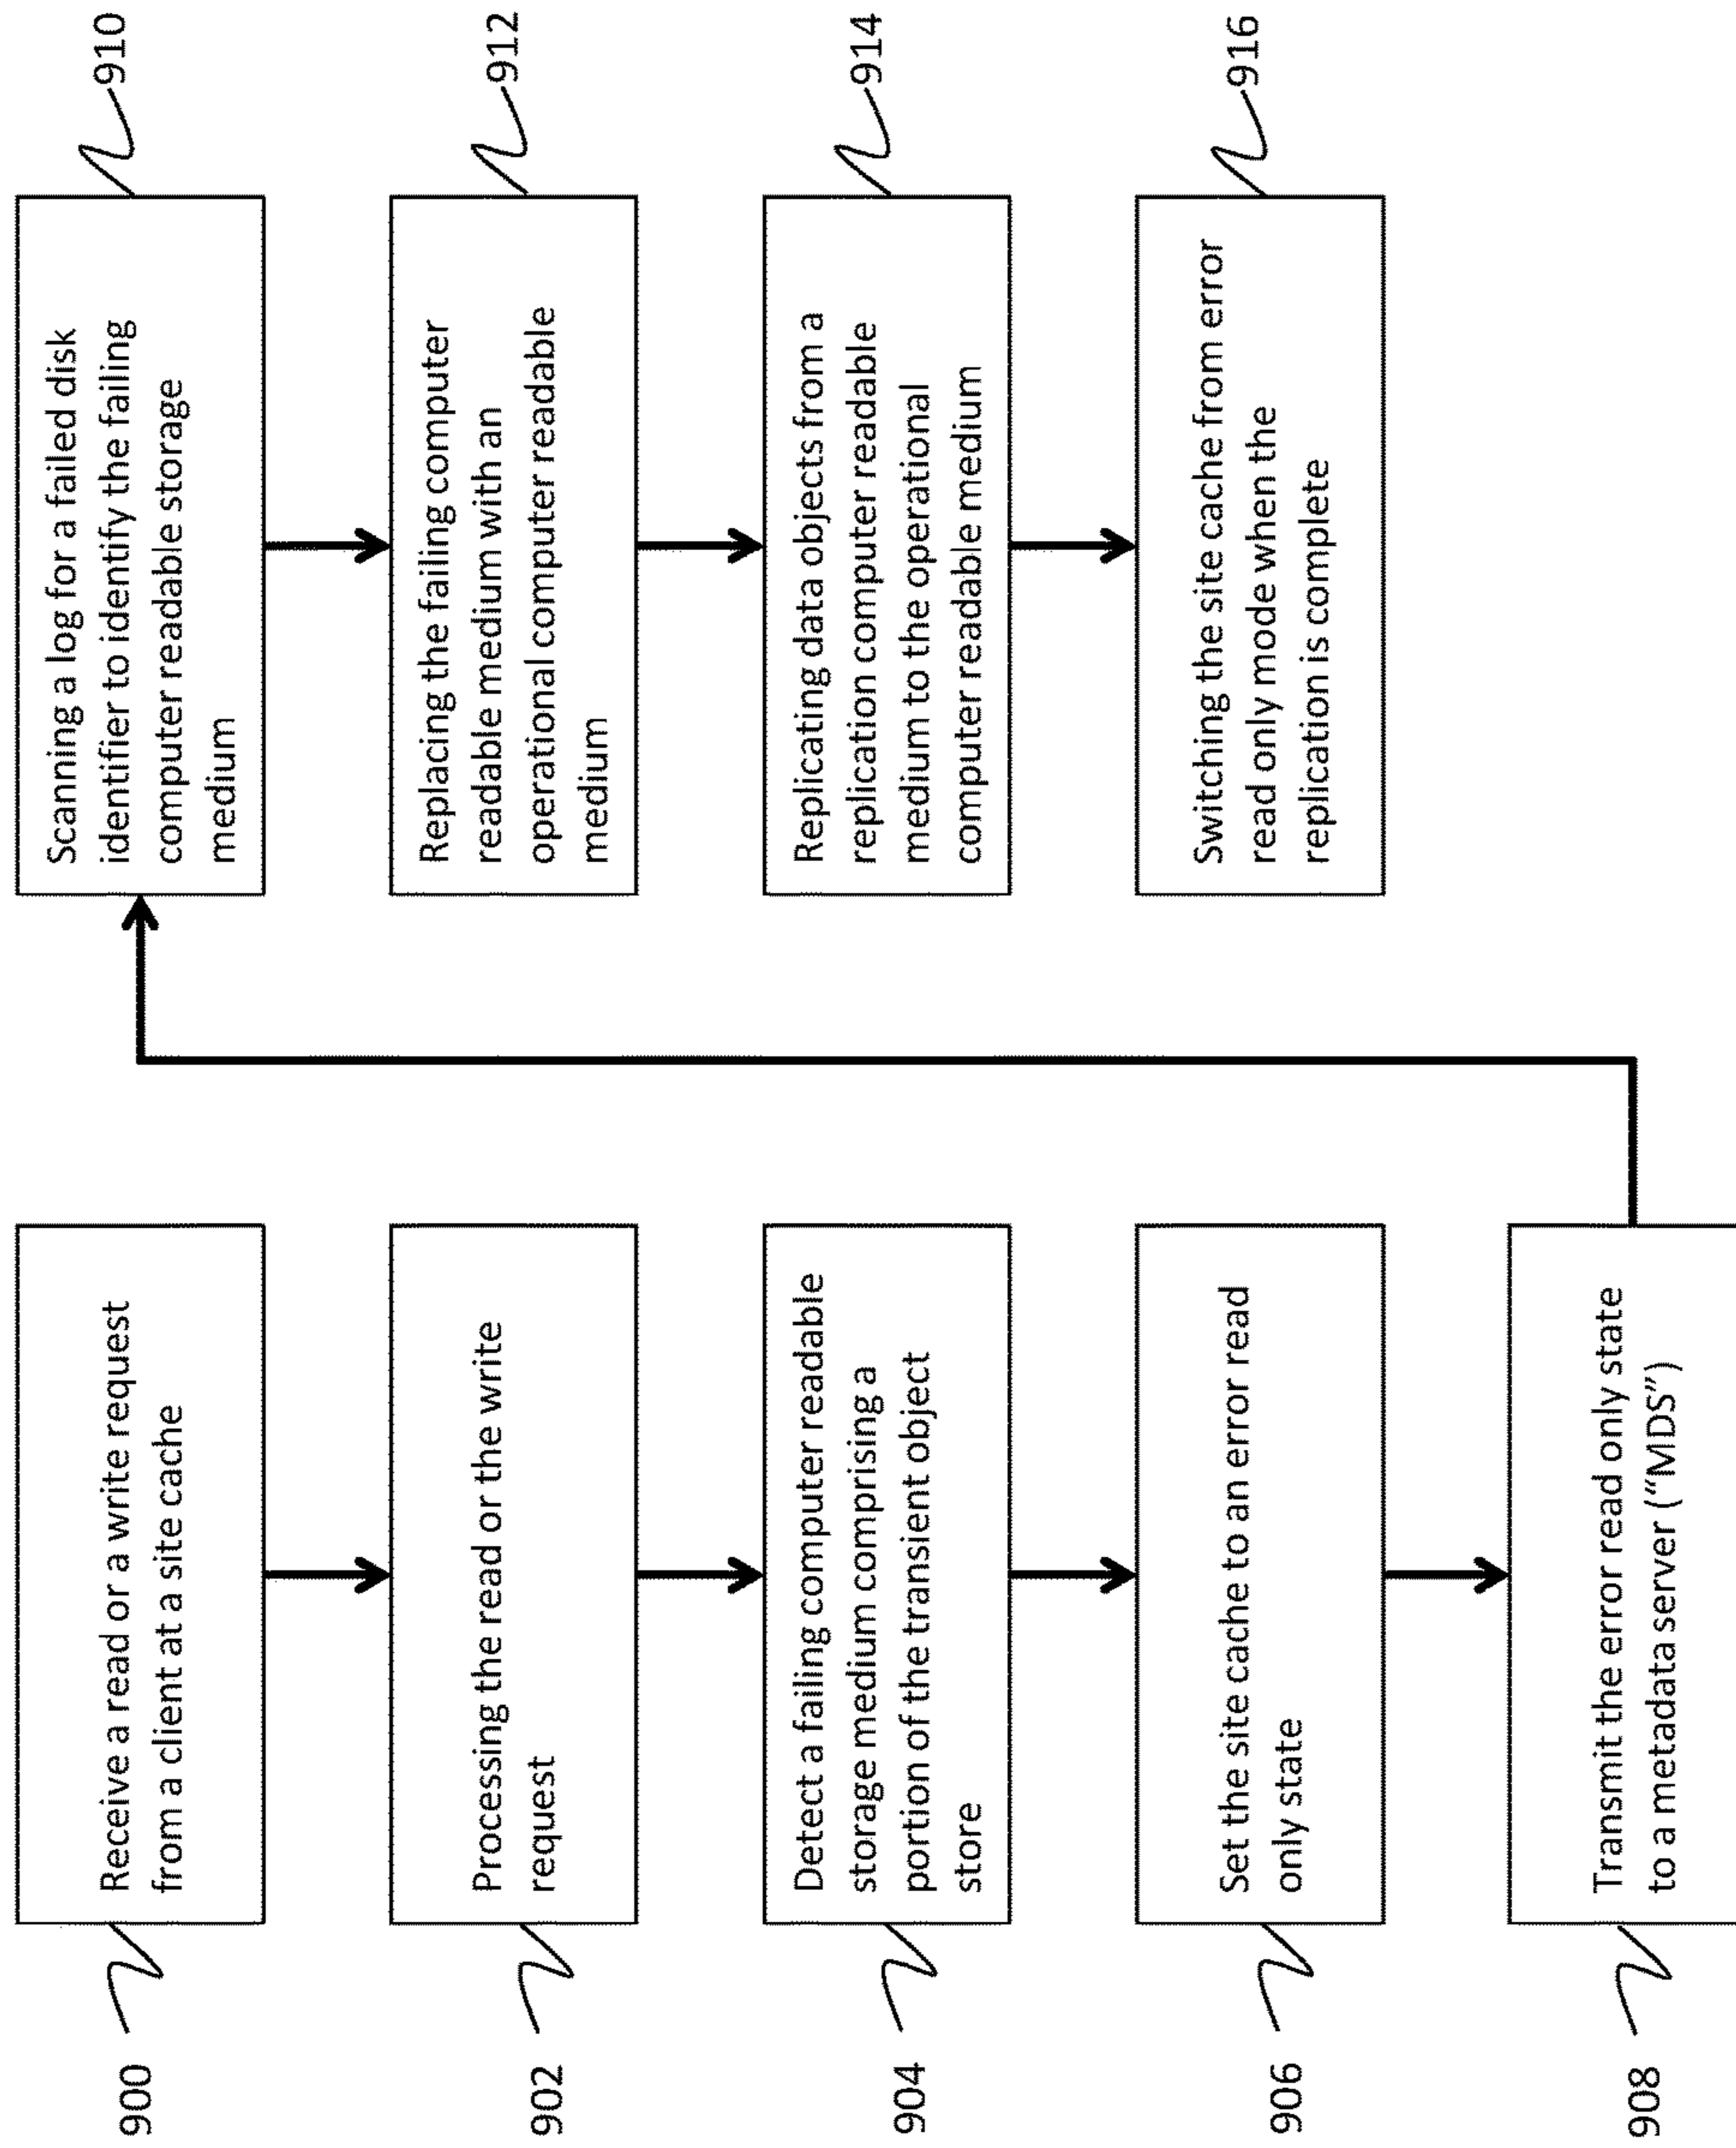 900
Receive a read or a write request
from a client at a site cache
902
Processing the read or the write
request
904
Detect a failing computer readable
storage medium comprising a
portion of the transient object
store
906
Set the site cache to an error read
only state
908
Transmit the error read only state
to a metadata server (“MDS”)
910
Scanning a log for a failed disk
identifier to identify the failing
computer readable storage
medium
912
Replacing the failing computer
readable medium with an
operational computer readable
medium
914
Replicating data objects from a
replication computer readable
medium to the operational
computer readable medium
916
Switching the site cache from error
read only mode when the
replication is complete